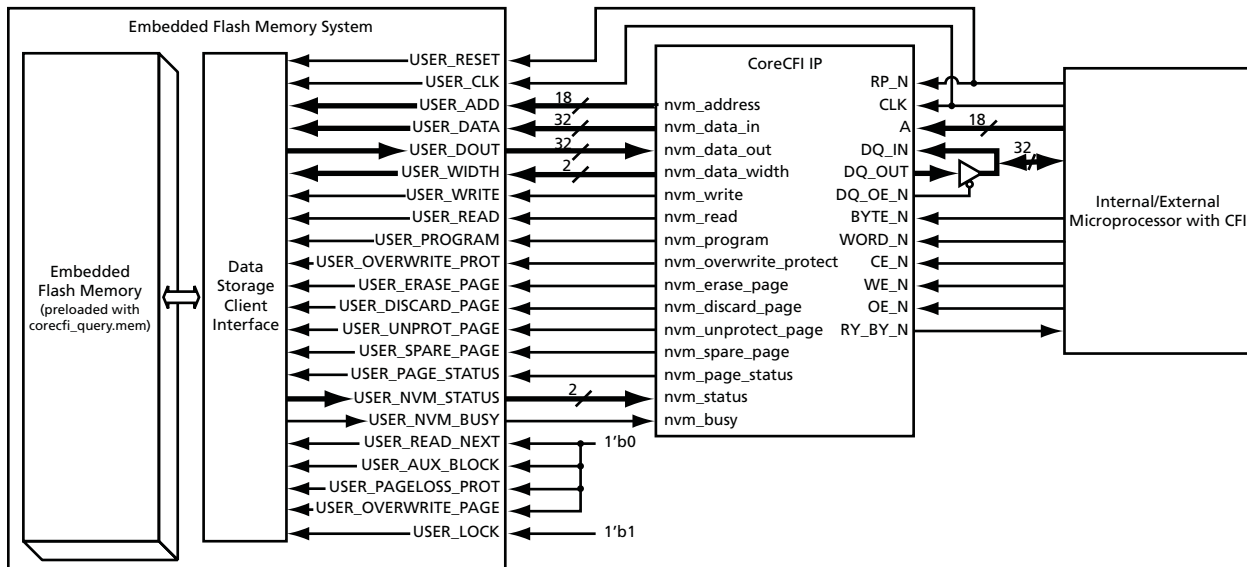 Embedded Flash Memory System
Embedded
Flash Memory
(preloaded with
corecfi_query.mem)
Data
Storage
Client
Interface
USER_RESET
USER_CLK
USER_ADD
USER_DATA
USER_DOUT
USER_WIDTH
USER_WRITE
USER_READ
USER_PROGRAM
USER_OVERWRITE_PROT
USER_ERASE_PAGE
USER_DISCARD_PAGE
USER_UNPROT_PAGE
USER_SPARE_PAGE
USER_PAGE_STATUS
USER_NVM_STATUS
USER_NVM_BUSY
USER_READ_NEXT
USER_AUX_BLOCK
USER_PAGELOSS_PROT
USER_OVERWRITE_PAGE
USER_LOCK
18
32
32
2
2
1'b0
1'b1
CoreCFI IP
nvm_address
nvm_data_in
nvm_data_out
nvm_data_width
nvm_write
nvm_read
nvm_program
nvm_overwrite_protect
nvm_erase_page
nvm_discard_page
nvm_unprotect_page
nvm_spare_page
nvm_page_status
nvm_status
nvm_busy
RP_N
CLK
A
DQ_IN
DQ_OUT
DQ_OE_N
BYTE_N
WORD_N
CE_N
WE_N
OE_N
RY_BY_N
18
32
Internal/External
Microprocessor with CFI